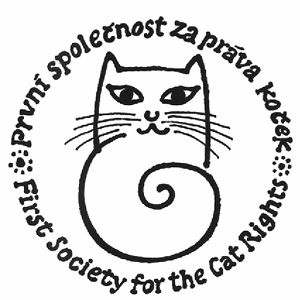 První společnost za práva koček
First Society for the Cat Rights